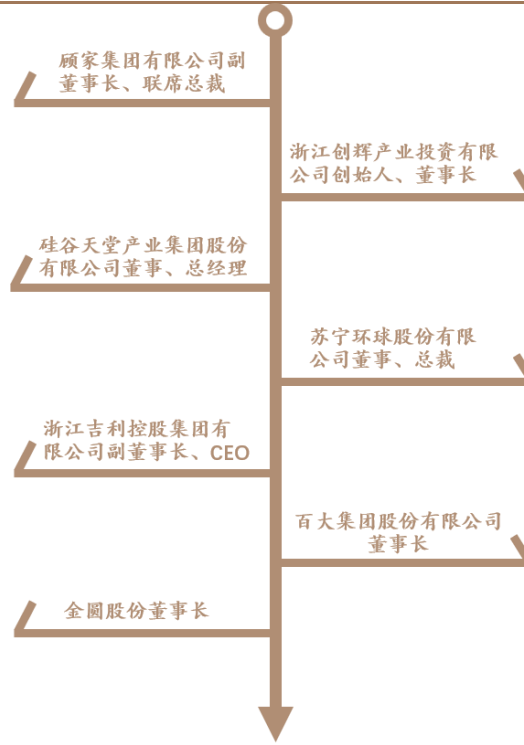 顾家集团有限公司副
董事长、联席总裁
浙江创辉产业投资有限
公司创始人、董事长
硅谷天堂产业集团股份
有限公司董事、总经理
苏宁环球股份有限
公司董事、总裁
浙江吉利控股集团有
限公司副董事长、CEO
百大集团股份有限公司
董事长
金圆股份董事长